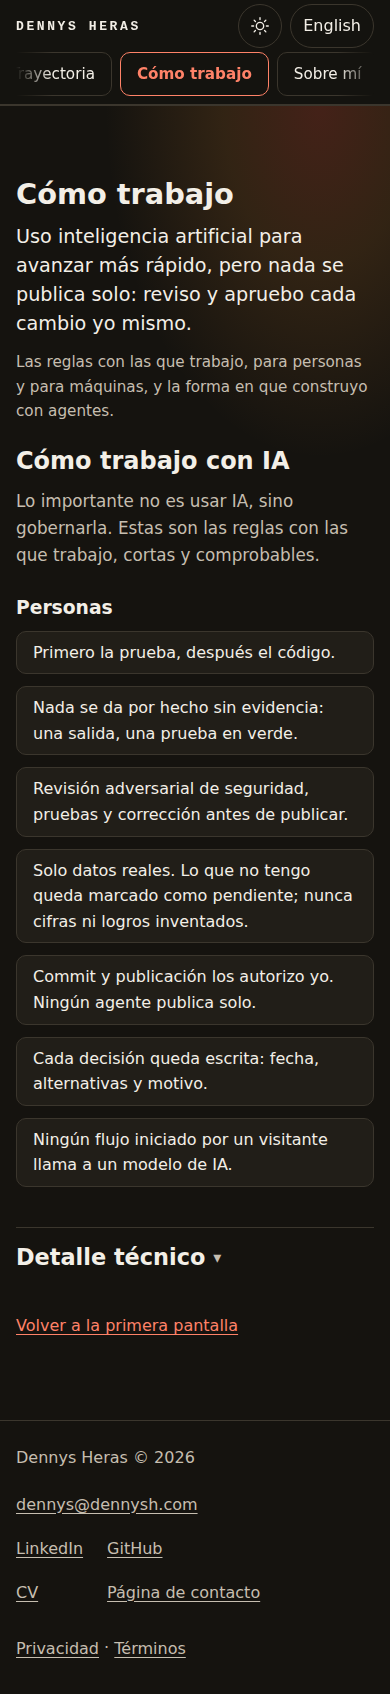 DENNYS HERAS
English
rayectoria
Cómo trabajo
Sobre mí
Cómo trabajo
Uso inteligencia artificial para
avanzar más rápido, pero nada se
publica solo: reviso y apruebo cada
cambio yo mismo.
Las reglas con las que trabajo, para personas
y para máquinas, y la forma en que construyo
con agentes.
Cómo trabajo con IA
Lo importante no es usar IA, sino
gobernarla. Estas son las reglas con las
que trabajo, cortas y comprobables.
Personas
Primero la prueba, después el código.
Nada se da por hecho sin evidencia:
una salida, una prueba en verde.
Revisión adversarial de seguridad,
pruebas y corrección antes de publicar.
Solo datos reales. Lo que no tengo
queda marcado como pendiente; nunca
cifras ni logros inventados.
Commit y publicación los autorizo yo.
Ningún agente publica solo.
Cada decisión queda escrita: fecha,
alternativas y motivo.
Ningún flujo iniciado por un visitante
llama a un modelo de IA.
Detalle técnico ▾
Volver a la primera pantalla
Dennys Heras © 2026
dennys@dennysh.com
LinkedIn GitHub
CV Página de contacto
Privacidad · Términos